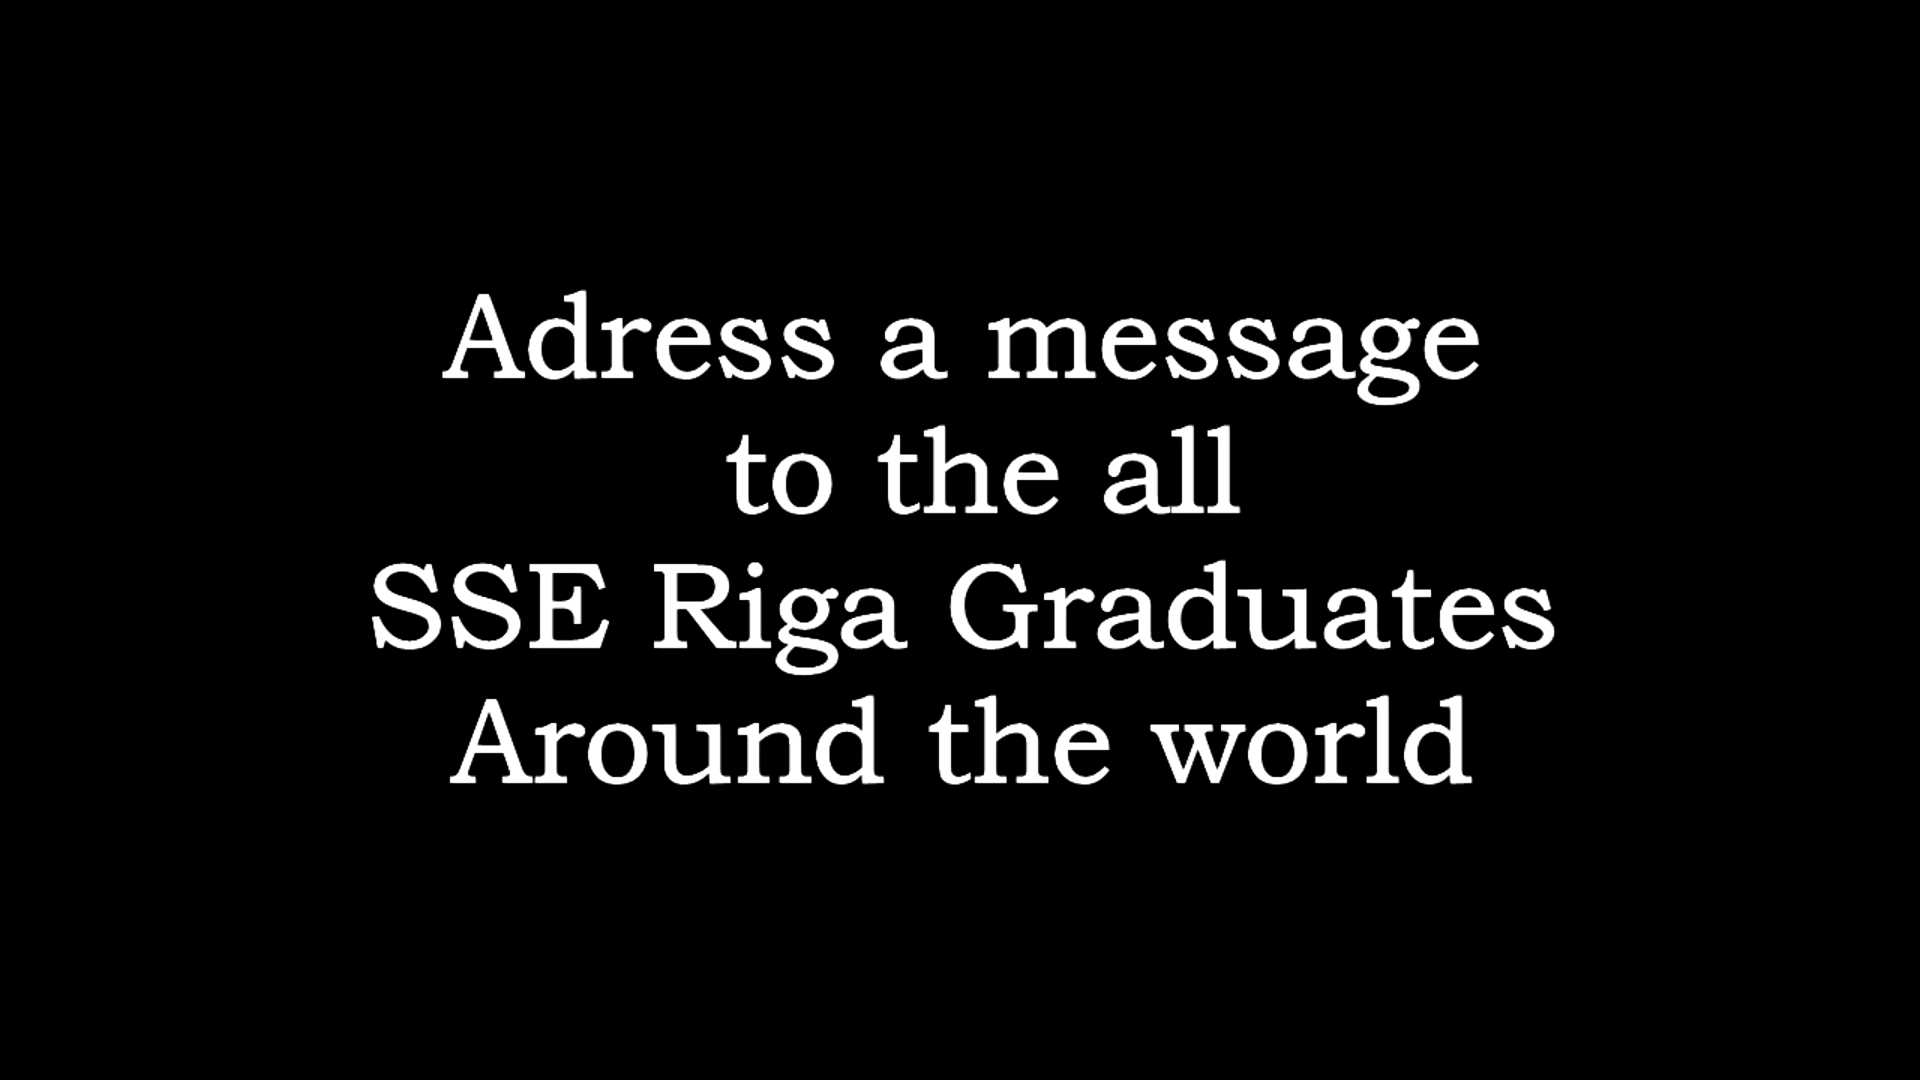 Adress a message
to the all
SSE Riga Graduates
Around the world